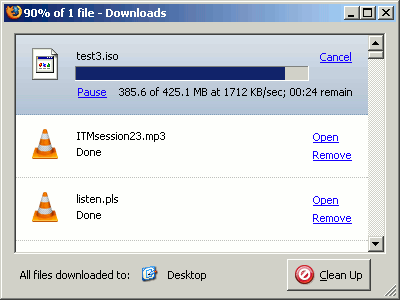 90% of 1 file - Downloads
test3.iso Cancel
Pause 385.6 of 425.1 MB at 1712 KB/sec; 00:24 remain
ITMsession23.mp3 Open
Done Remove
listen.pls Open
Done Remove
All files downloaded to: Desktop Clean Up